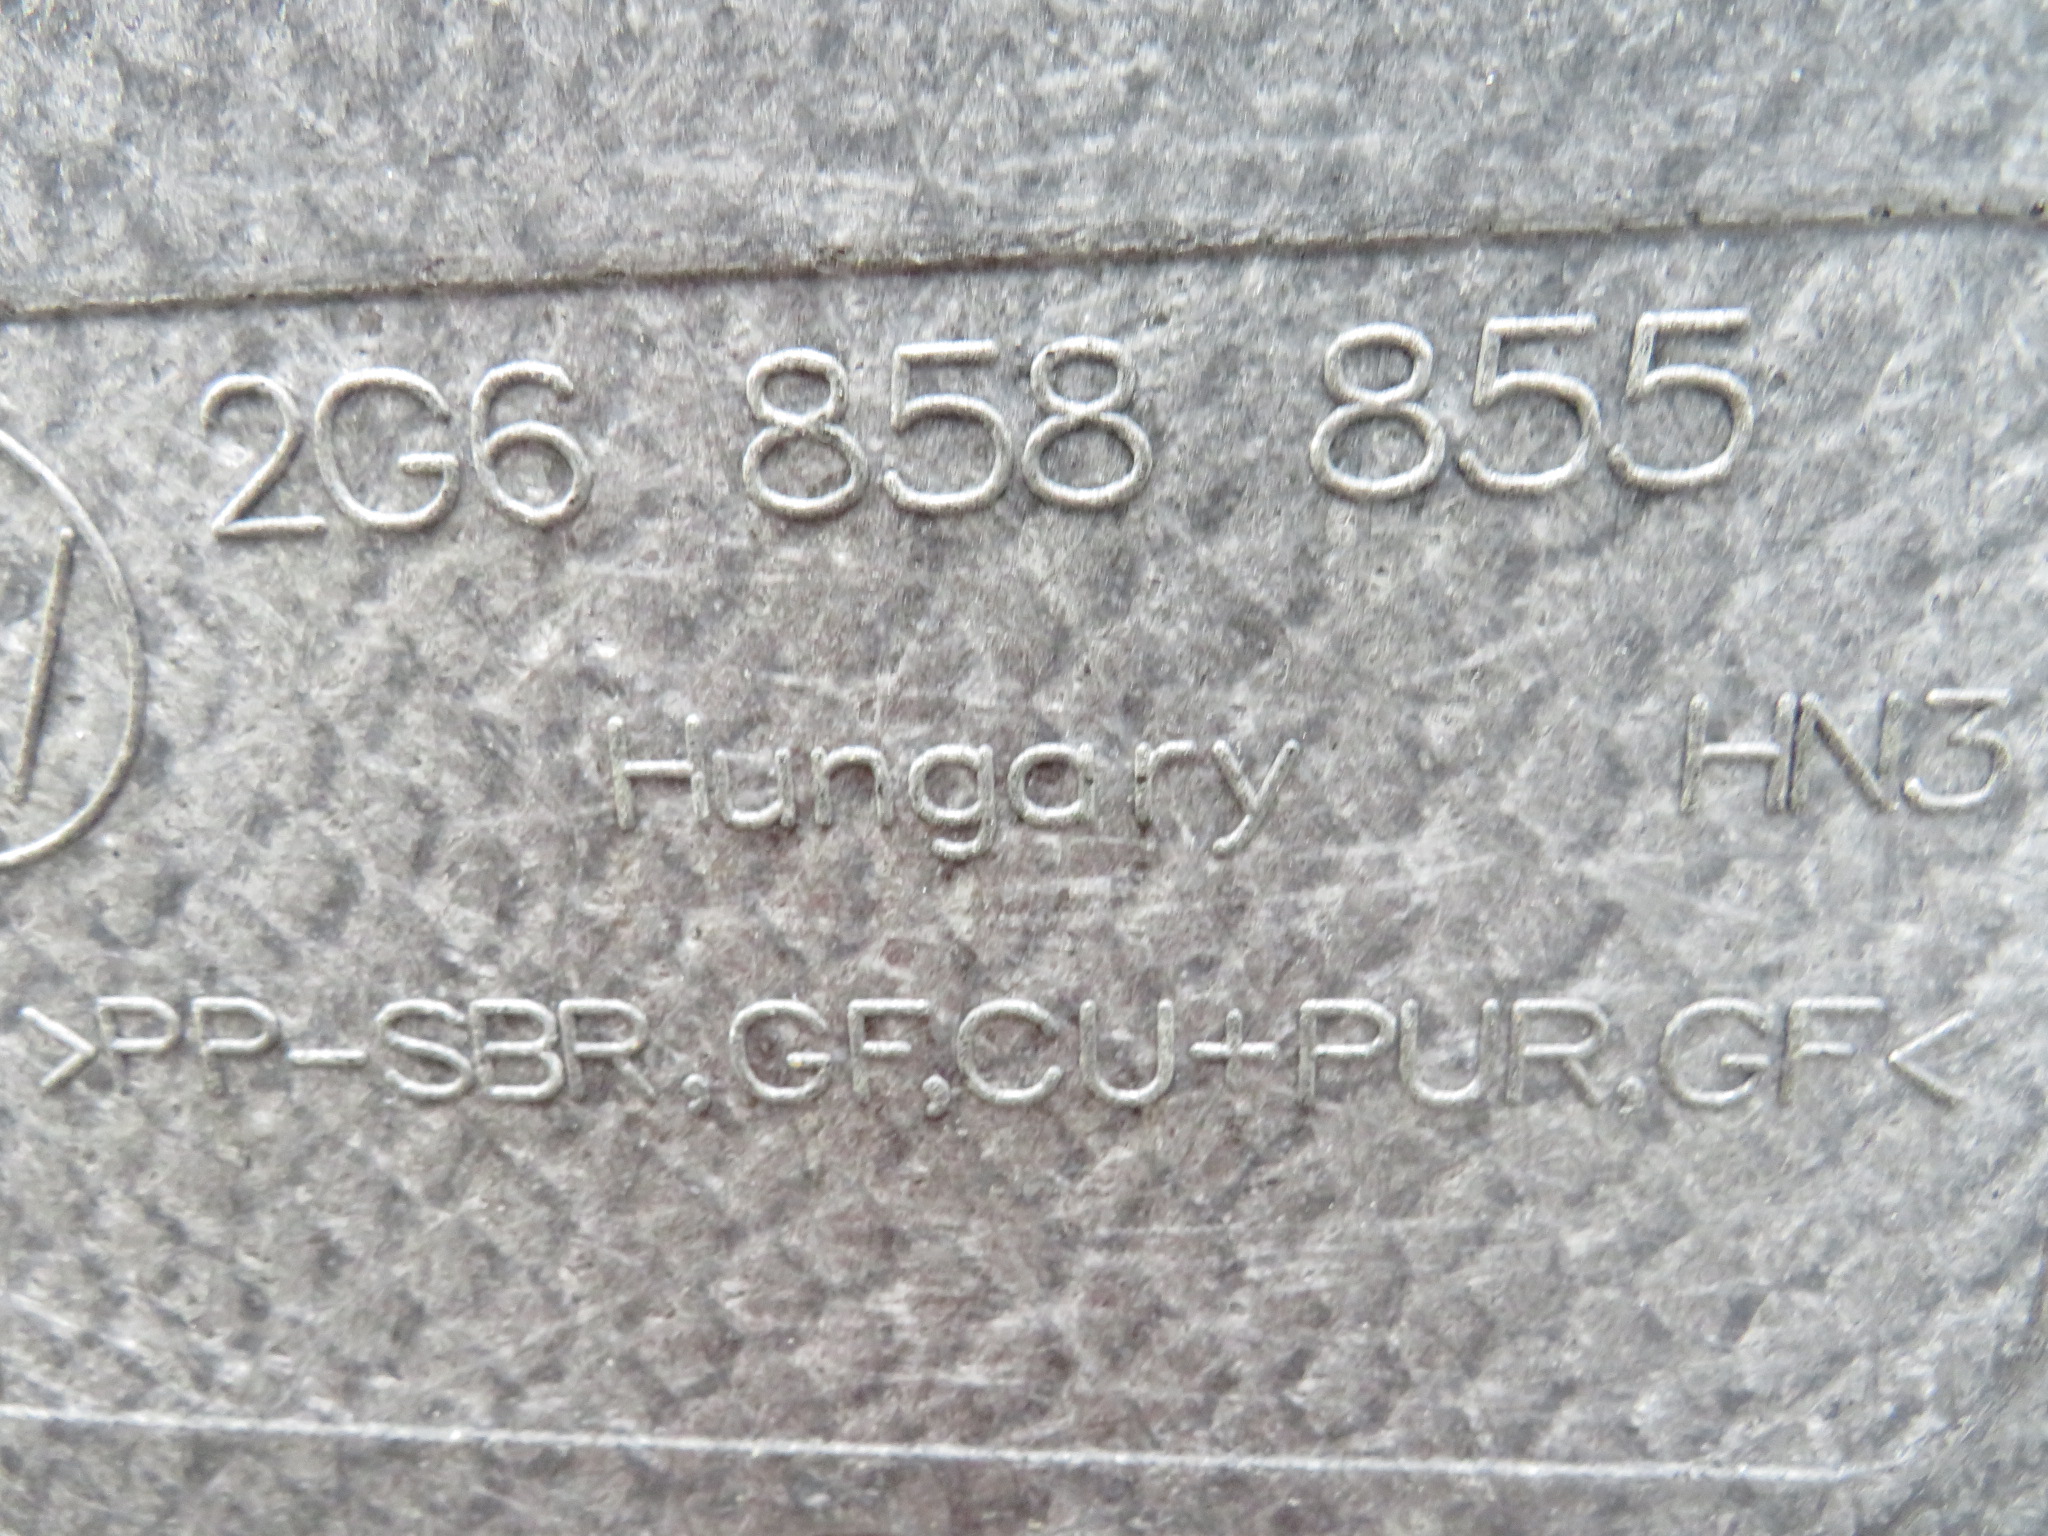 2G6 858 855
Hungary HN3
>PP-SBR,GF,CU+PUR,GF<